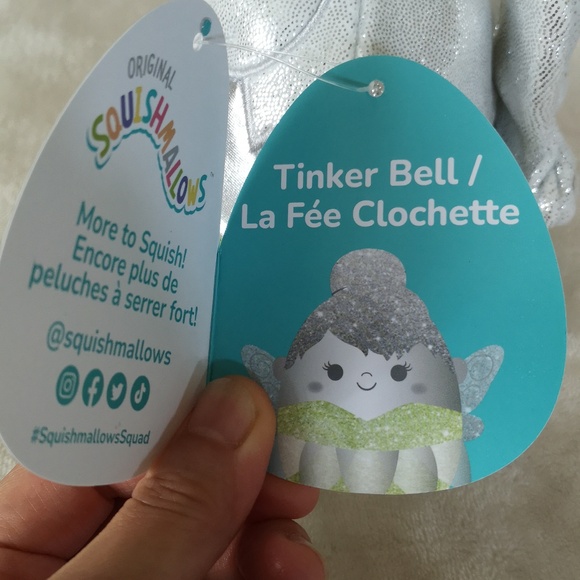 ORIGINAL
SQUISHMALLOWS
More to Squish!
Encore plus de
peluches à serrer fort!
@squishmallows
#SquishmallowsSquad
Tinker Bell /
La Fée Clochette